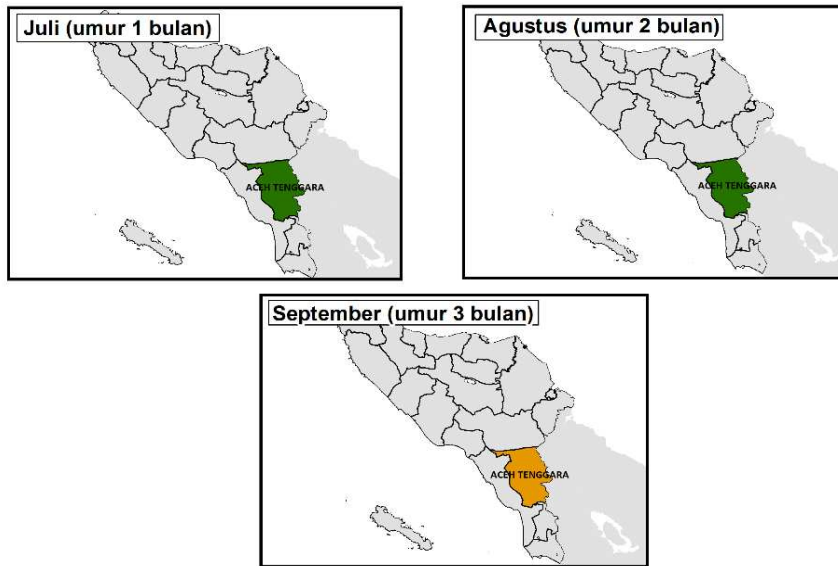 Juli (umur 1 bulan)
ACEH TENGGARA
Agustus (umur 2 bulan)
ACEH TENGGARA
September (umur 3 bulan)
ACEH TENGGARA